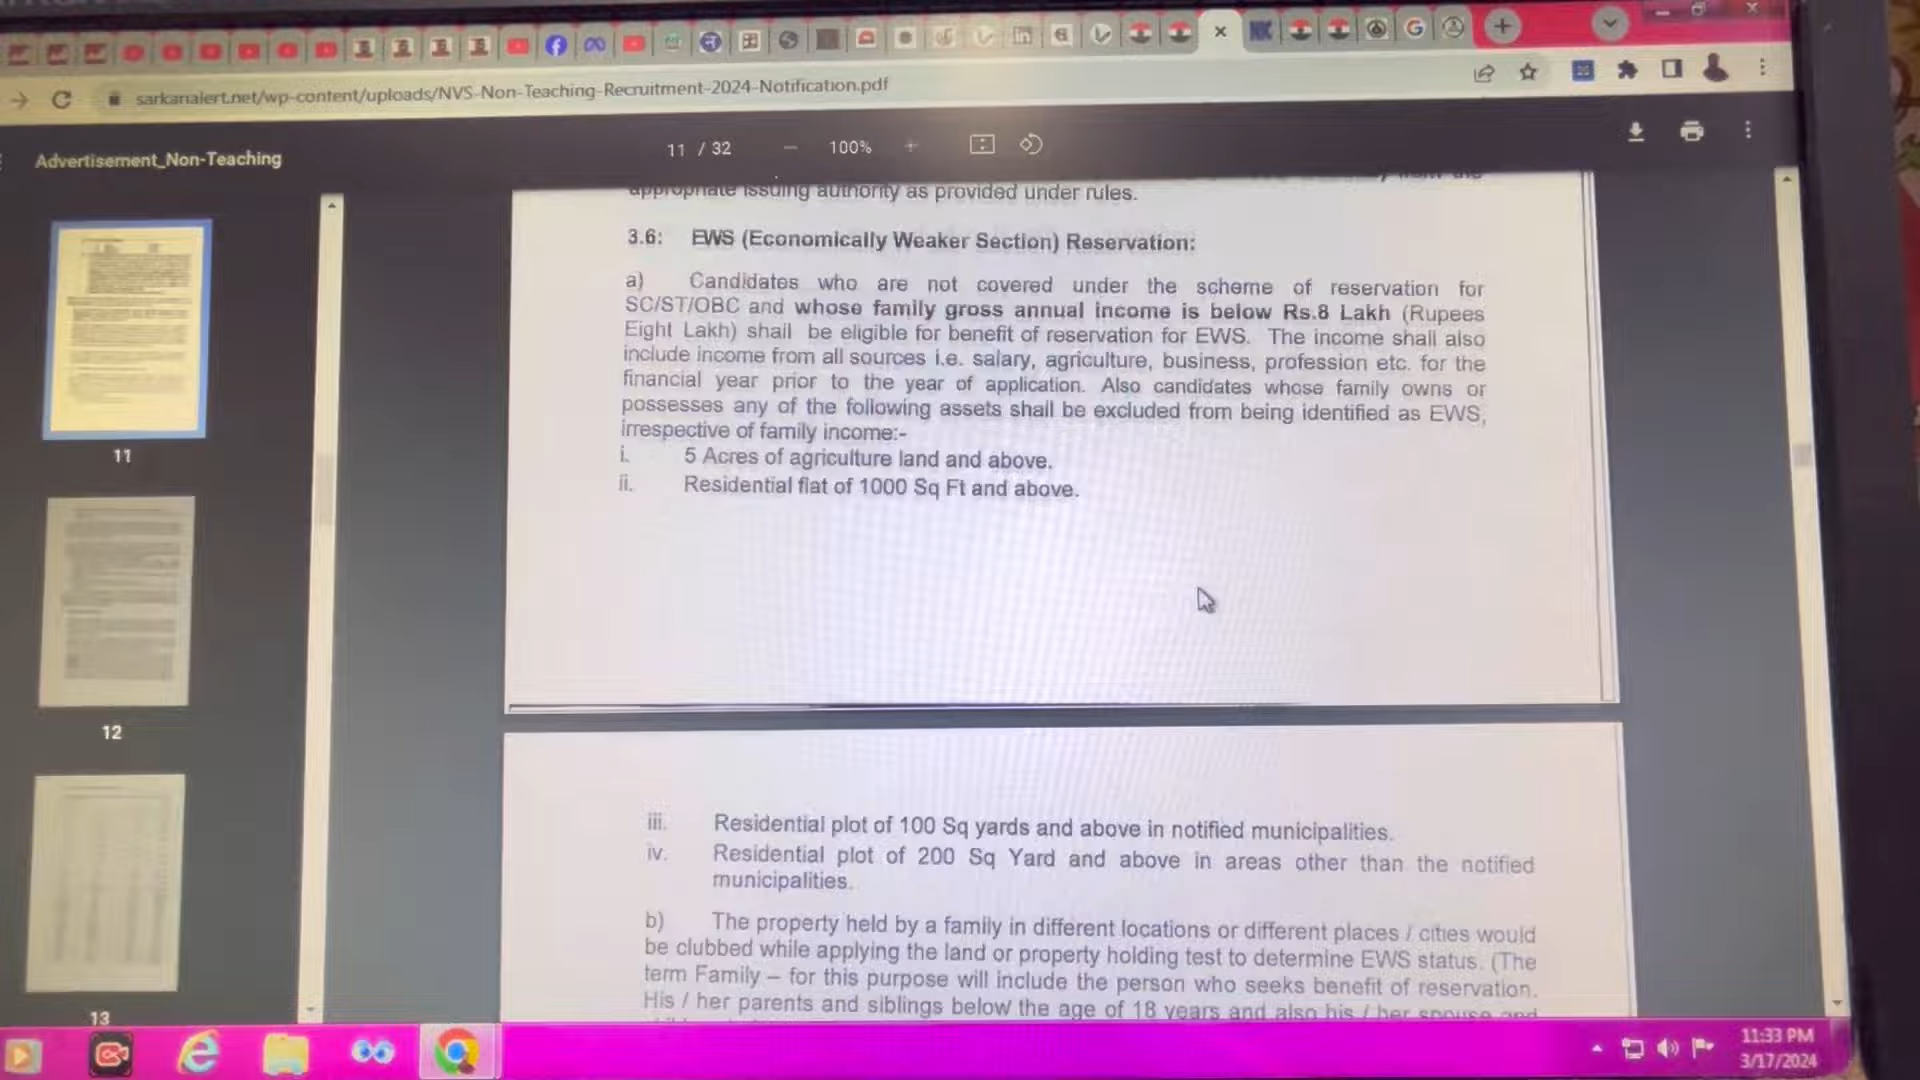 sarkarialert.net/wp-content/uploads/NVS-Non-Teaching-Recruitment-2024-Notification.pdf
Advertisement_Non-Teaching
11 / 32
100%
appropriate issuing authority as provided under rules.
3.6: EWS (Economically Weaker Section) Reservation:
a) Candidates who are not covered under the scheme of reservation for
SC/ST/OBC and whose family gross annual income is below Rs.8 Lakh (Rupees
Eight Lakh) shall be eligible for benefit of reservation for EWS. The income shall also
include income from all sources i.e. salary, agriculture, business, profession etc. for the
financial year prior to the year of application. Also candidates whose family owns or
possesses any of the following assets shall be excluded from being identified as EWS,
irrespective of family income:-
i. 5 Acres of agriculture land and above.
ii. Residential flat of 1000 Sq Ft and above.
11
12
13
iii. Residential plot of 100 Sq yards and above in notified municipalities.
iv. Residential plot of 200 Sq Yard and above in areas other than the notified
municipalities.
b) The property held by a family in different locations or different places / cities would
be clubbed while applying the land or property holding test to determine EWS status. (The
term Family – for this purpose will include the person who seeks benefit of reservation.
His / her parents and siblings below the age of 18 years and also his / her spouse and
11:33 PM
3/17/2024